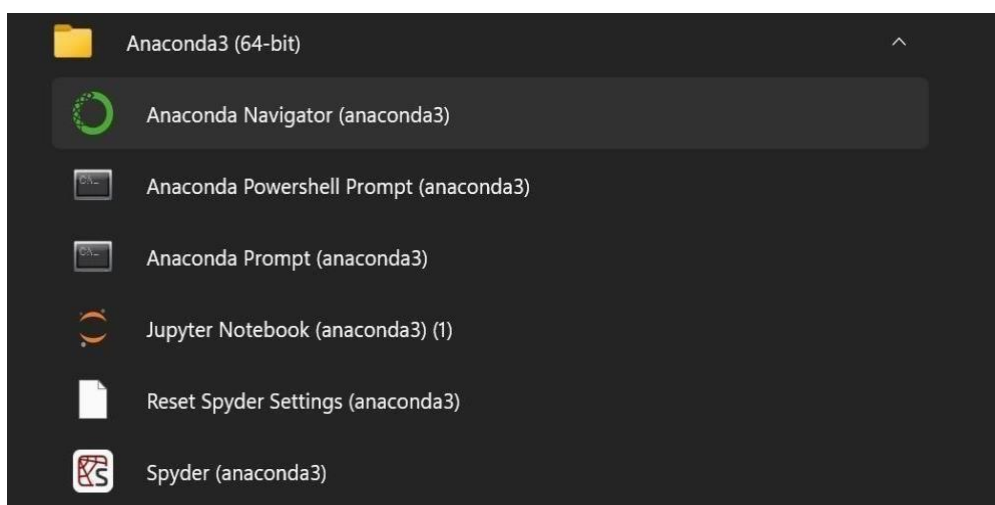 Anaconda3 (64-bit)
Anaconda Navigator (anaconda3)
Anaconda Powershell Prompt (anaconda3)
Anaconda Prompt (anaconda3)
Jupyter Notebook (anaconda3) (1)
Reset Spyder Settings (anaconda3)
Spyder (anaconda3)